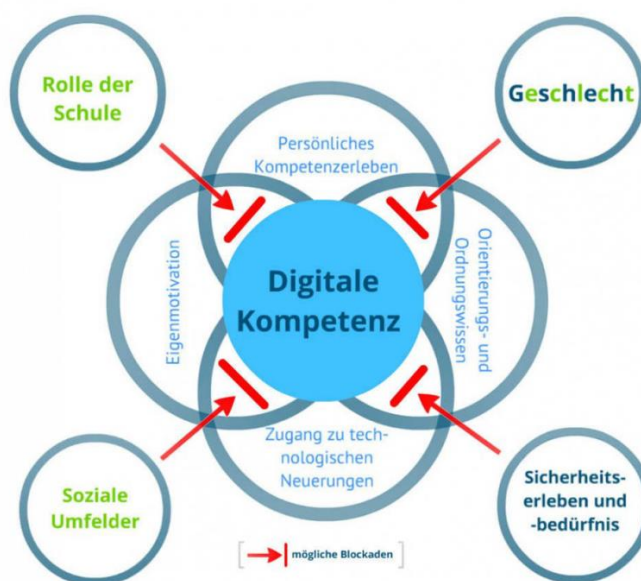 Rolle der
Schule
Geschlecht
Persönliches
Kompetenzerleben
Eigenmotivation
Digitale
Kompetenz
Orientierungs- und
Ordnungswissen
Zugang zu tech-
nologischen
Neuerungen
Soziale
Umfelder
Sicherheits-
erleben und
-bedürfnis
[ mögliche Blockaden ]